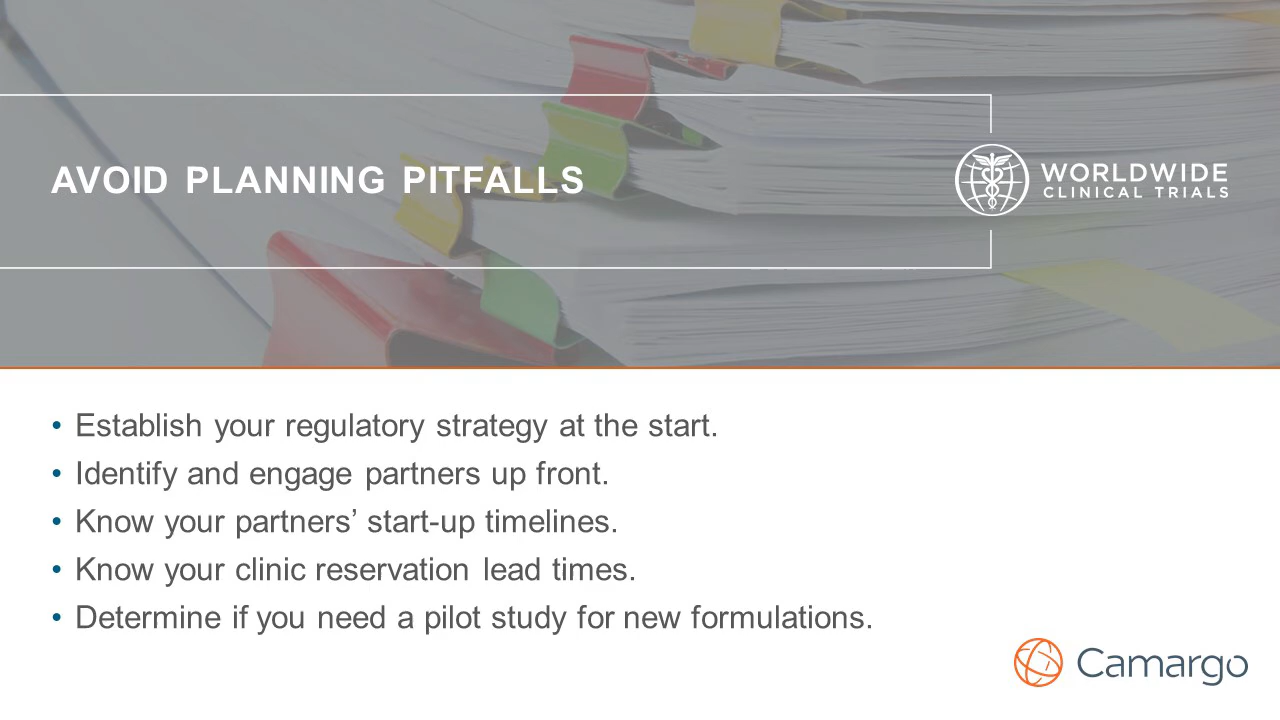 AVOID PLANNING PITFALLS
WORLDWIDE
CLINICAL TRIALS
• Establish your regulatory strategy at the start.
• Identify and engage partners up front.
• Know your partners’ start-up timelines.
• Know your clinic reservation lead times.
• Determine if you need a pilot study for new formulations.
Camargo